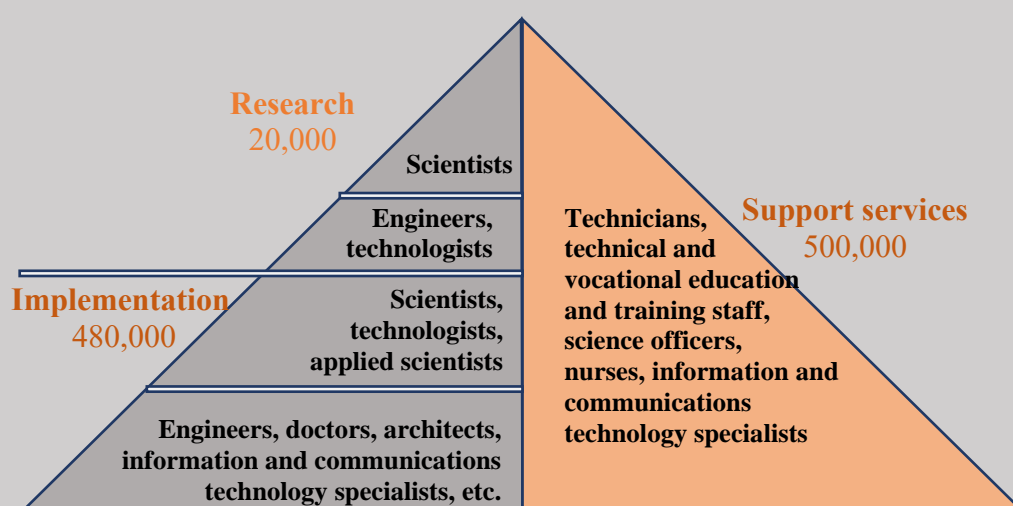 Research
20,000
Scientists
Engineers,
technologists
Implementation
480,000
Scientists,
technologists,
applied scientists
Engineers, doctors, architects,
information and communications
technology specialists, etc.
Support services
500,000
Technicians,
technical and
vocational education
and training staff,
science officers,
nurses, information and
communications
technology specialists